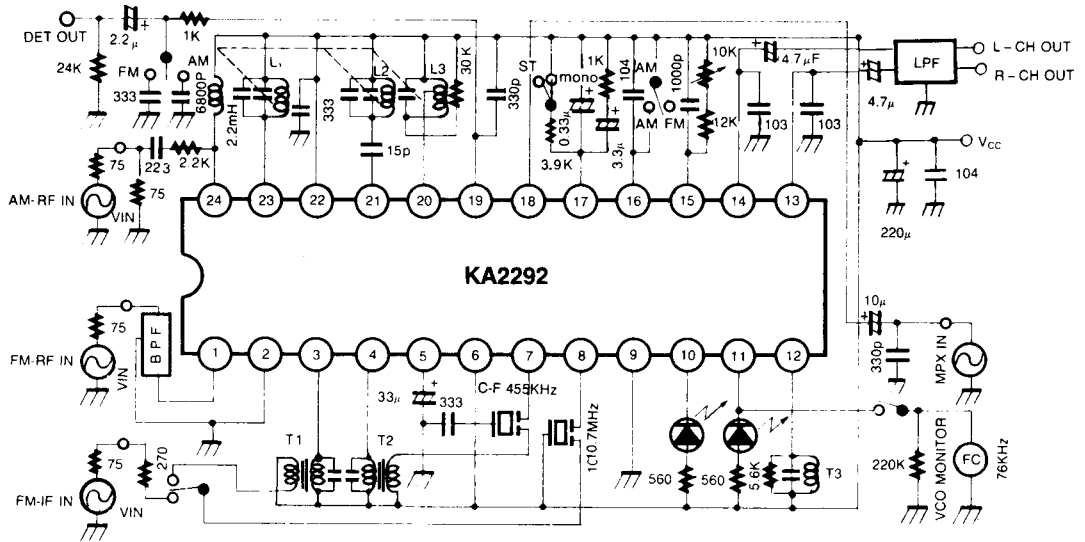 DET OUT
2.2μ
+
1K
AM
L1
L2
L3
30K
24K
FM
333
6800P
2.2mH
333
330p
ST
mono
0.33μ
3.9K
1K
+
3.3μ
+
104
AM
AM FM
1000p
10K
12K
4.7μF
+
103
103
4.7μ
+
LPF
L-CH OUT
R-CH OUT
75
223
2.2K
75
AM-RF IN
VIN
15p
Vcc
+
104
220μ
24
23
22
21
20
19
18
17
16
15
14
13
KA2292
1
2
3
4
5
6
7
8
9
10
11
12
75
BPF
FM-RF IN
VIN
10μ
+
330p
MPX IN
33μ
+
333
C-F 455KHz
10.7MHz
T1
T2
560
560
5.6K
T3
75
270
FM-IF IN
VIN
220K
VCO MONITOR
FC
76KHz